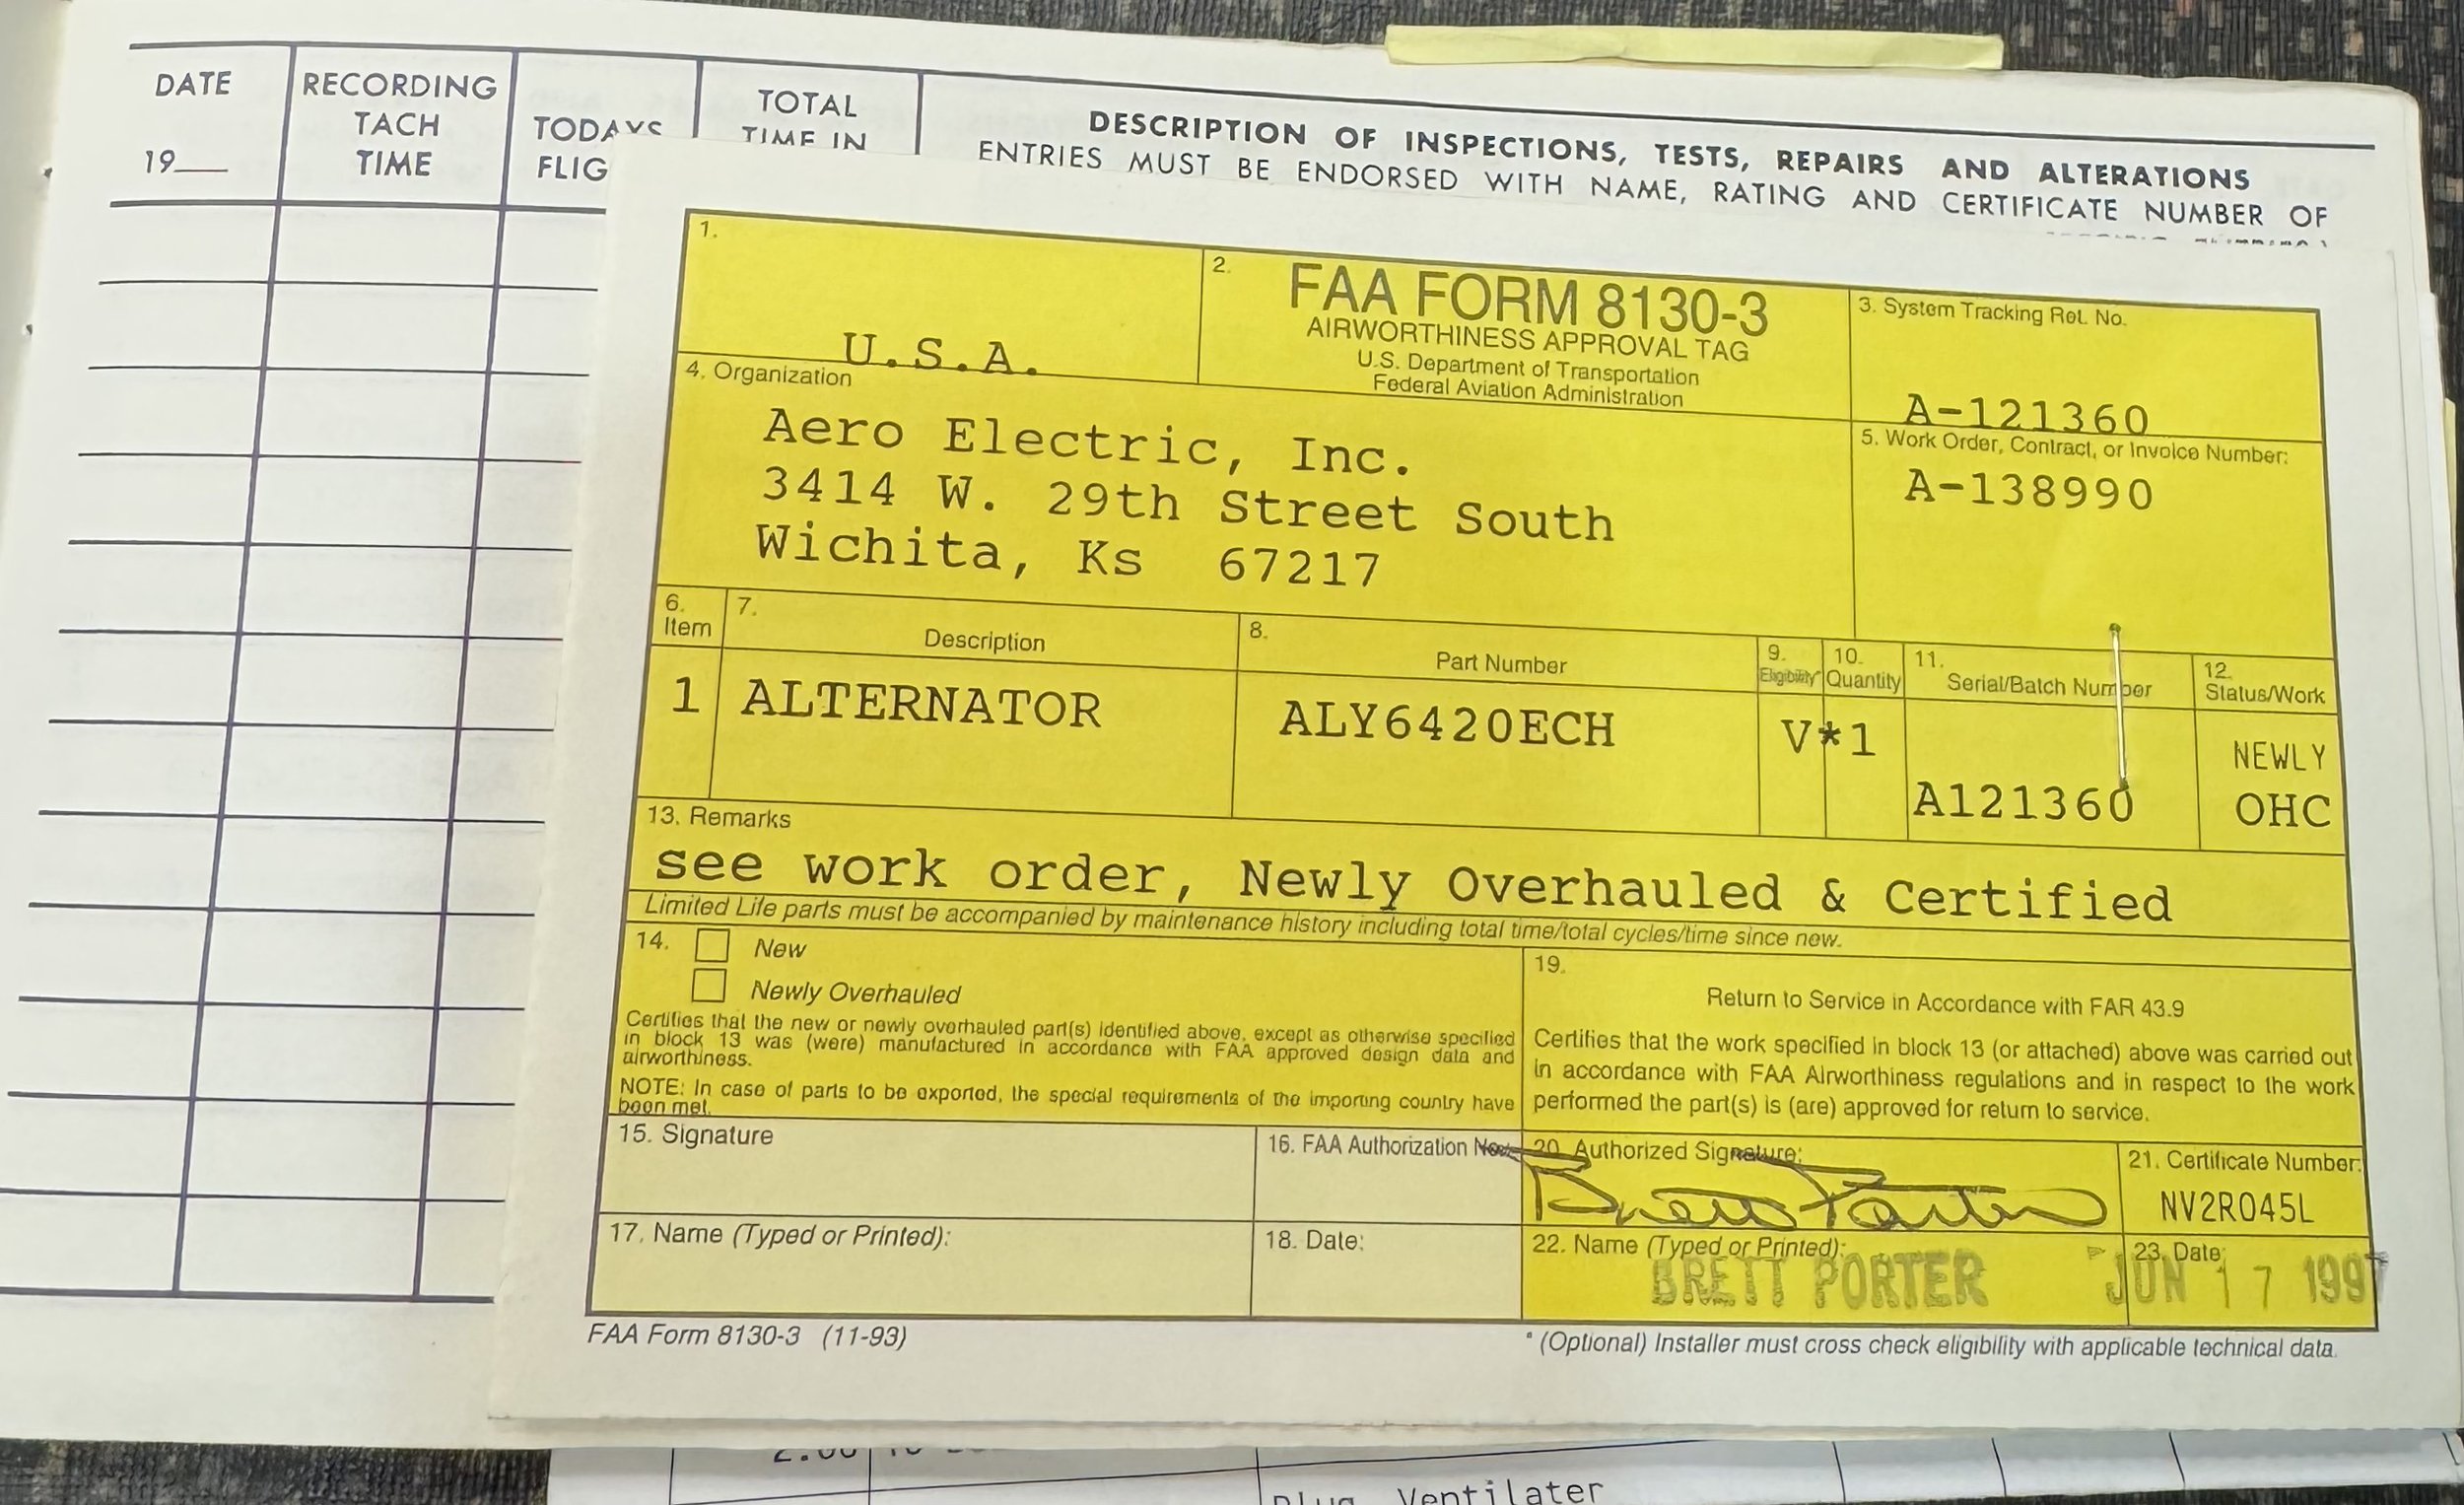 DATE
19
RECORDING
TACH
TIME
TODAYS
FLIG
TOTAL
TIME IN
DESCRIPTION OF INSPECTIONS, TESTS, REPAIRS AND ALTERATIONS
ENTRIES MUST BE ENDORSED WITH NAME, RATING AND CERTIFICATE NUMBER OF
1.
U.S.A.
2.
FAA FORM 8130-3
AIRWORTHINESS APPROVAL TAG
U.S. Department of Transportation
Federal Aviation Administration
3. System Tracking Ref. No.
A-121360
4. Organization
Aero Electric, Inc.
3414 W. 29th Street South
Wichita, Ks 67217
5. Work Order, Contract, or Invoice Number:
A-138990
6.
Item
7.
Description
8.
Part Number
9.
Eligibility*
10.
Quantity
11.
Serial/Batch Number
12.
Status/Work
1 ALTERNATOR ALY6420ECH V*1
A121360
NEWLY
OHC
13. Remarks
see work order, Newly Overhauled & Certified
Limited Life parts must be accompanied by maintenance history including total time/total cycles/time since new.
14.
New
Newly Overhauled
Certifies that the new or newly overhauled part(s) identified above, except as otherwise specified
in block 13 was (were) manufactured in accordance with FAA approved design data and
airworthiness.
NOTE: In case of parts to be exported, the special requirements of the importing country have
been met.
19.
Return to Service in Accordance with FAR 43.9
Certifies that the work specified in block 13 (or attached) above was carried out
in accordance with FAA Airworthiness regulations and in respect to the work
performed the part(s) is (are) approved for return to service.
15. Signature
16. FAA Authorization No.:
20. Authorized Signature:
Brett Porter
21. Certificate Number:
NV2R045L
17. Name (Typed or Printed):
18. Date:
22. Name (Typed or Printed):
BRETT PORTER
23. Date:
JUN 17 1997
FAA Form 8130-3 (11-93)
* (Optional) Installer must cross check eligibility with applicable technical data.
Plug, Ventilater